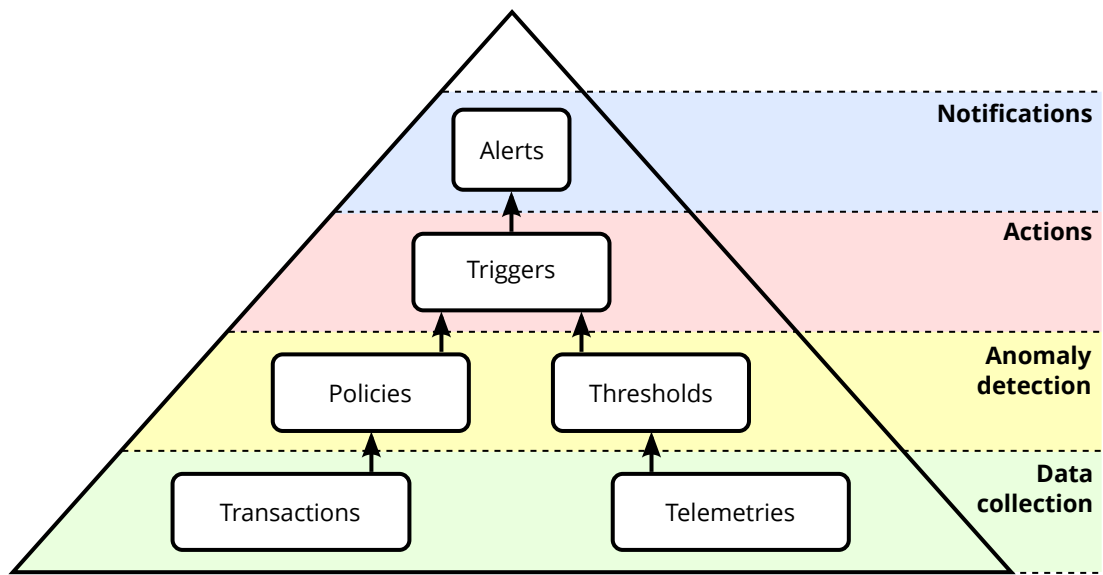 Notifications
Alerts
Actions
Triggers
Anomaly
detection
Policies
Thresholds
Data
collection
Transactions
Telemetries